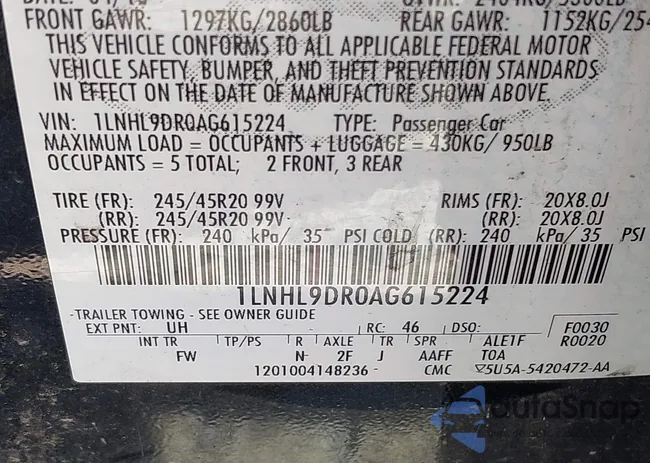 FRONT GAWR: 1297KG/2860LB REAR GAWR: 1152KG/254
THIS VEHICLE CONFORMS TO ALL APPLICABLE FEDERAL MOTOR
VEHICLE SAFETY, BUMPER, AND THEFT PREVENTION STANDARDS
IN EFFECT ON THE DATE OF MANUFACTURE SHOWN ABOVE.
VIN: 1LNHL9DR0AG615224 TYPE: Passenger Car
MAXIMUM LOAD = OCCUPANTS + LUGGAGE = 430KG/ 950LB
OCCUPANTS = 5 TOTAL; 2 FRONT, 3 REAR
TIRE (FR): 245/45R20 99V RIMS (FR): 20X8.0J
(RR): 245/45R20 99V (RR): 20X8.0J
PRESSURE (FR): 240 kPa/ 35 PSI COLD (RR): 240 kPa/ 35 PSI
1LNHL9DR0AG615224
-TRAILER TOWING - SEE OWNER GUIDE
EXT PNT: UH RC: 46 DSO: F0030
INT TR TP/PS R AXLE TR SPR ALE1F R0020
FW N 2F J AAFF TOA
1201004148236 CMC 5U5A-5420472-AA
AutaSnap